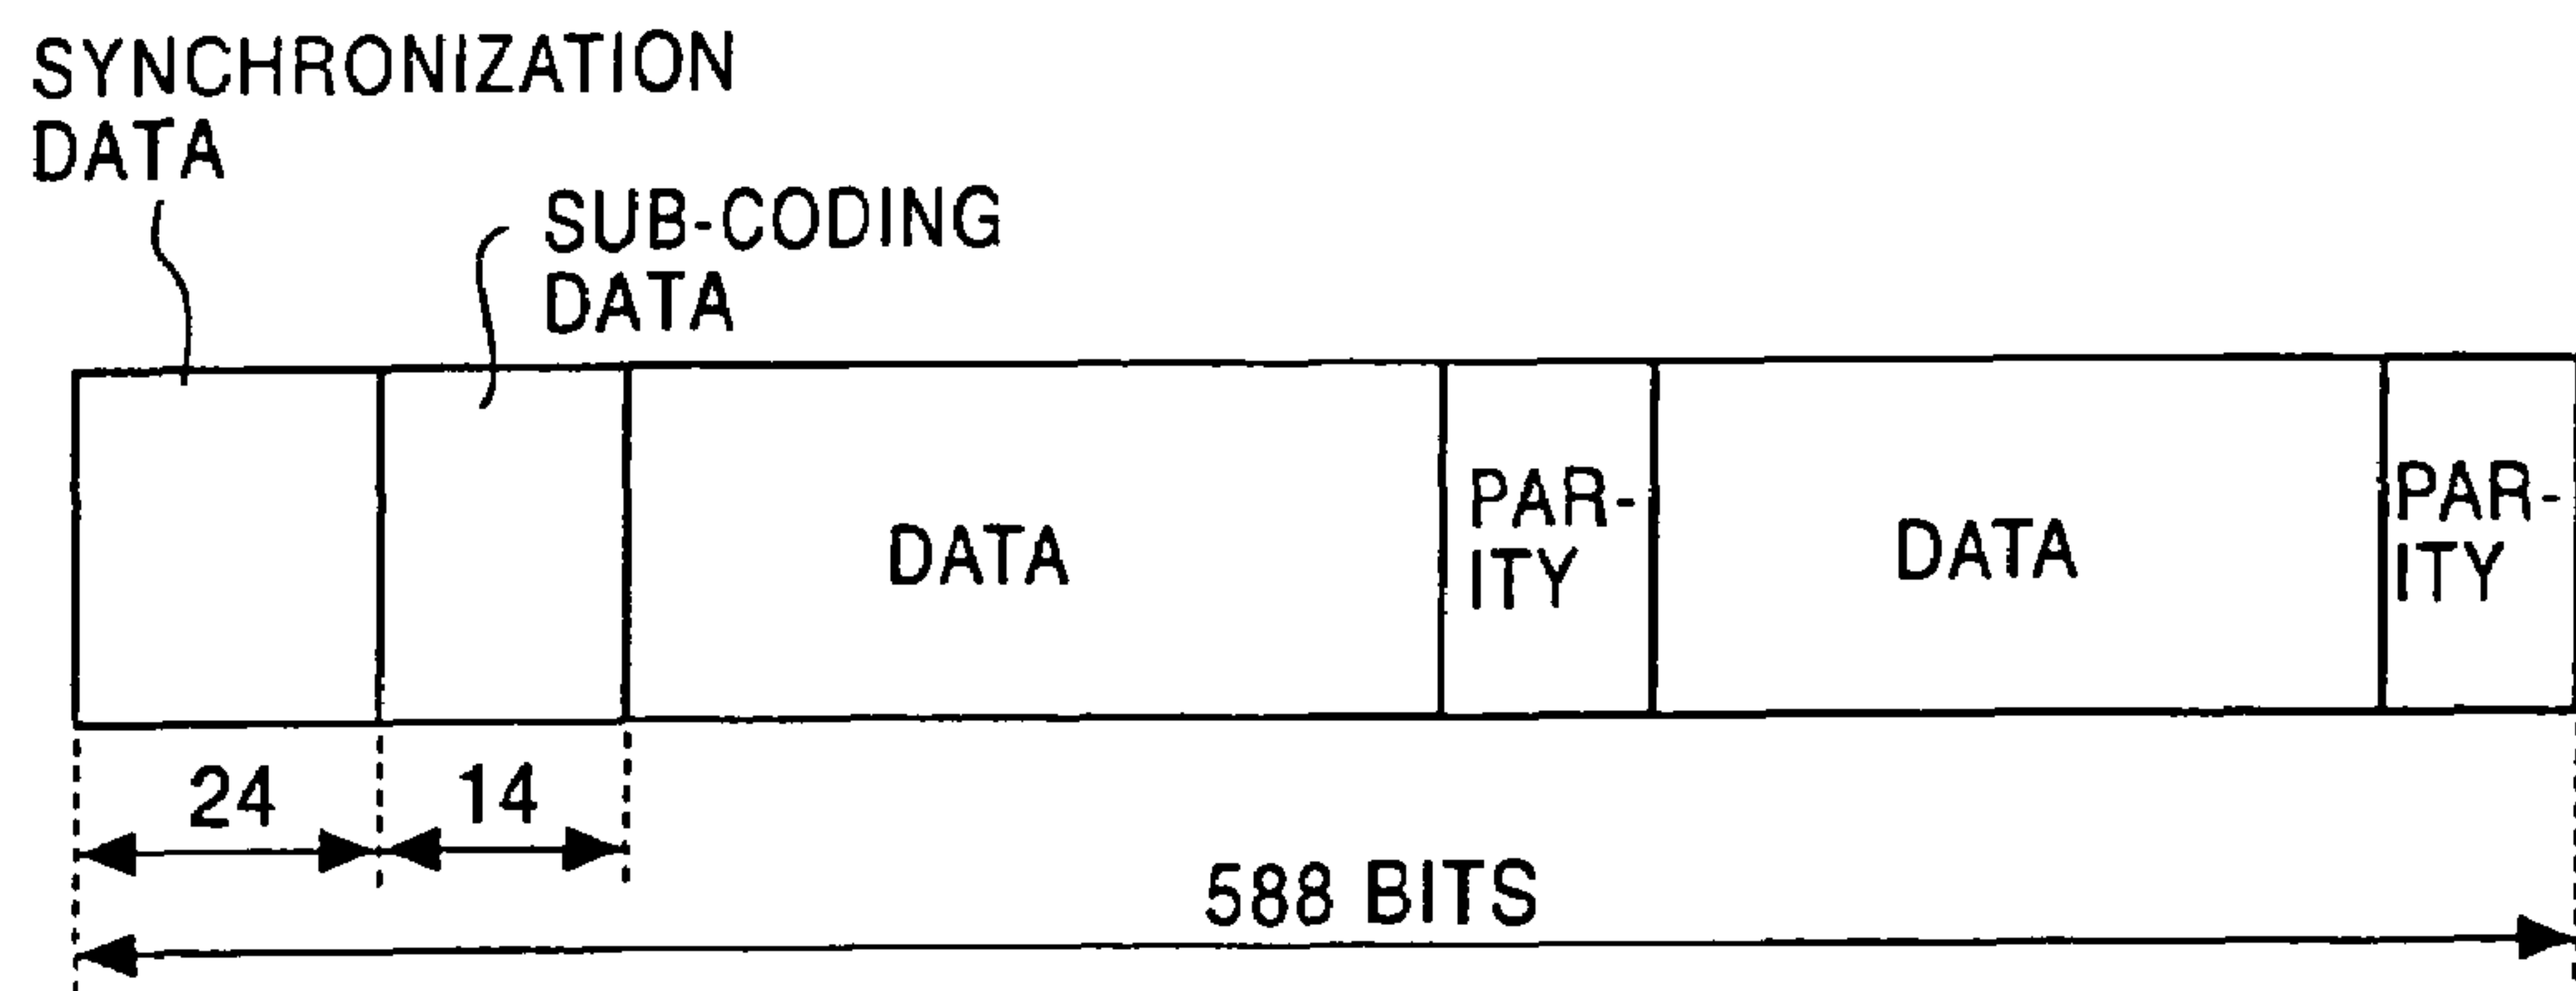 SYNCHRONIZATION
DATA
SUB-CODING
DATA
DATA
PAR-
ITY
DATA
PAR-
ITY
24
14
588 BITS